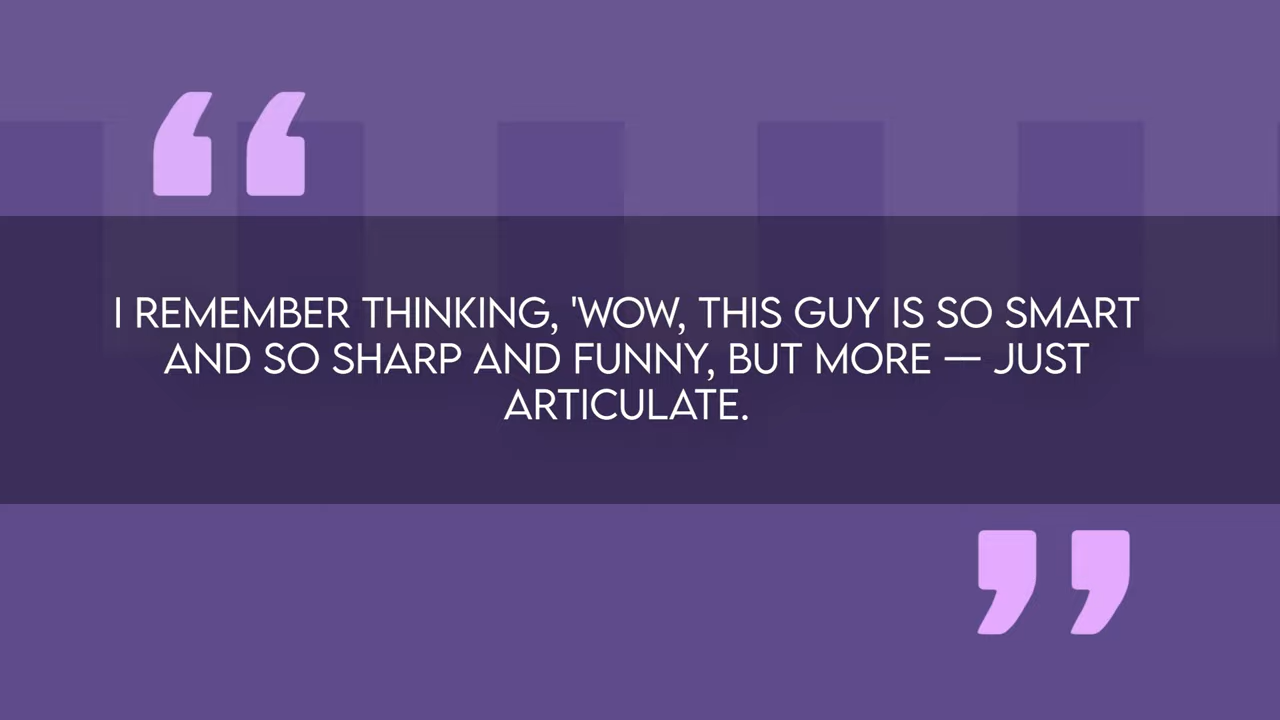 I REMEMBER THINKING, 'WOW, THIS GUY IS SO SMART
AND SO SHARP AND FUNNY, BUT MORE — JUST
ARTICULATE.